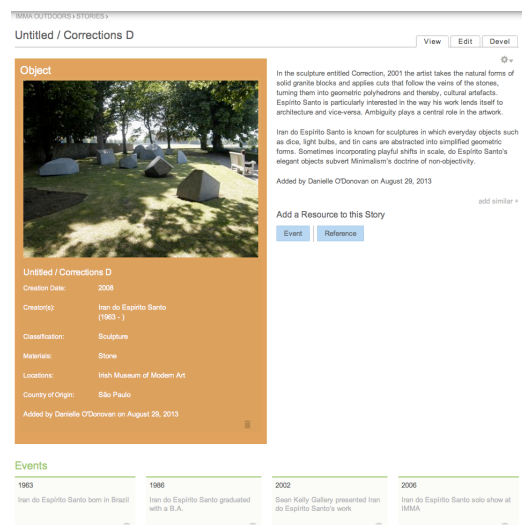 IMMA OUTDOORS › STORIES ›
Untitled / Corrections D
View Edit Devel
Object
In the sculpture entitled Correction, 2001 the artist takes the natural forms of
solid granite blocks and applies cuts that follow the veins of the stones,
turning them into geometric polyhedrons and thereby, cultural artefacts.
Espírito Santo is particularly interested in the way his work lends itself to
architecture and vice-versa. Ambiguity plays a central role in the artwork.
Iran do Espírito Santo is known for sculptures in which everyday objects such
as dice, light bulbs, and tin cans are abstracted into simplified geometric
forms. Sometimes incorporating playful shifts in scale, do Espírito Santo's
elegant objects subvert Minimalism's doctrine of non-objectivity.
Added by Danielle O'Donovan on August 29, 2013
add similar +
Add a Resource to this Story
Event Reference
Untitled / Corrections D
Creation Date: 2008
Creator(s): Iran do Espírito Santo
(1963 - )
Classification: Sculpture
Materials: Stone
Locations: Irish Museum of Modern Art
Country of Origin: São Paulo
Added by Danielle O'Donovan on August 29, 2013
Events
1963
Iran do Espírito Santo born in Brazil
1986
Iran do Espírito Santo graduated
with a B.A.
2002
Sean Kelly Gallery presented Iran
do Espírito Santo's work
2006
Iran do Espírito Santo solo show at
IMMA